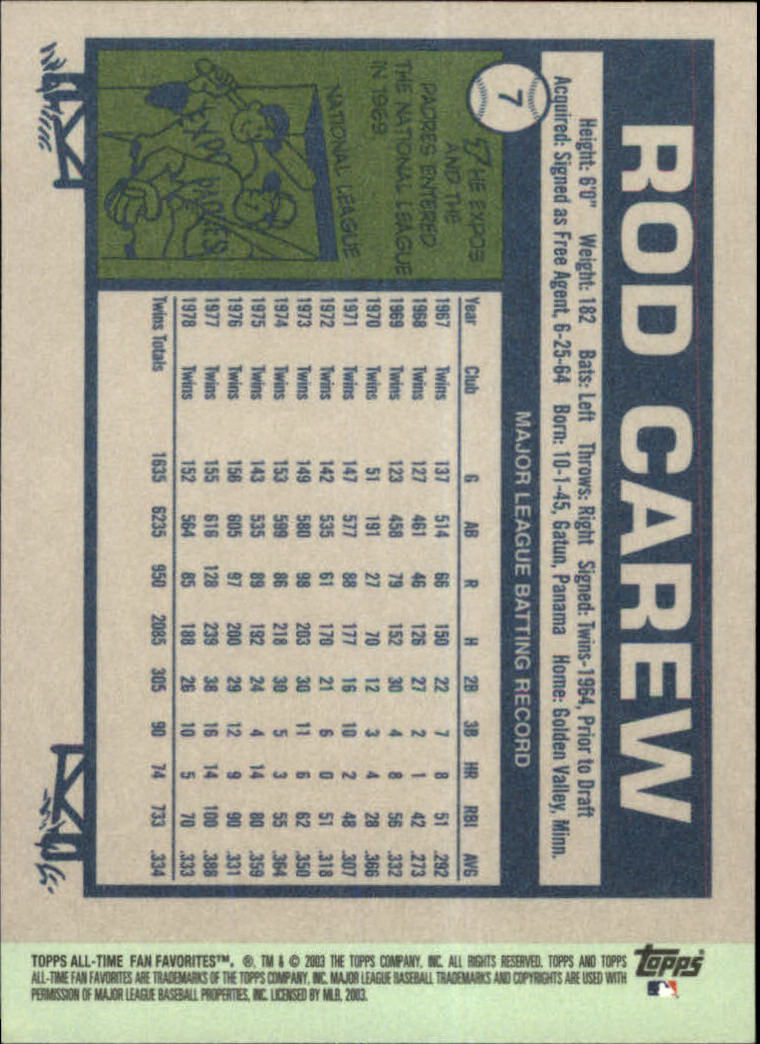 ROD CAREW
7
Height: 6'0" Weight: 182 Bats: Left Throws: Right Signed: Twins-1964, Prior to Draft
Acquired: Signed as Free Agent, 6-25-64 Born: 10-1-45, Gatun, Panama Home: Golden Valley, Minn.
MAJOR LEAGUE BATTING RECORD
Year Club G AB R H 2B 3B HR RBI AVG
1967 Twins 137 514 66 150 22 7 8 51 .292
1968 Twins 127 461 46 126 27 2 1 42 .273
1969 Twins 123 458 79 152 30 4 8 56 .332
1970 Twins 51 191 27 70 12 3 4 28 .366
1971 Twins 147 577 88 177 16 10 2 48 .307
1972 Twins 142 535 61 170 21 6 0 51 .318
1973 Twins 149 580 98 203 30 11 6 62 .350
1974 Twins 153 599 86 218 30 5 3 55 .364
1975 Twins 143 535 89 192 24 4 14 80 .359
1976 Twins 156 605 97 200 29 12 9 90 .331
1977 Twins 155 616 128 239 38 16 14 100 .388
1978 Twins 152 564 85 188 26 10 5 70 .333
Twins Totals 1635 6235 950 2085 305 90 74 733 .334
THE EXPOS
AND THE
PADRES ENTERED
THE NATIONAL LEAGUE
IN 1969
NATIONAL LEAGUE
EXPO PADRES
Topps
TOPPS ALL-TIME FAN FAVORITES™. ®, TM & © 2003 THE TOPPS COMPANY, INC. ALL RIGHTS RESERVED. TOPPS AND TOPPS
ALL-TIME FAN FAVORITES ARE TRADEMARKS OF THE TOPPS COMPANY, INC. MAJOR LEAGUE BASEBALL TRADEMARKS AND COPYRIGHTS ARE USED WITH
PERMISSION OF MAJOR LEAGUE BASEBALL PROPERTIES, INC. LICENSED BY MLB, 2003.